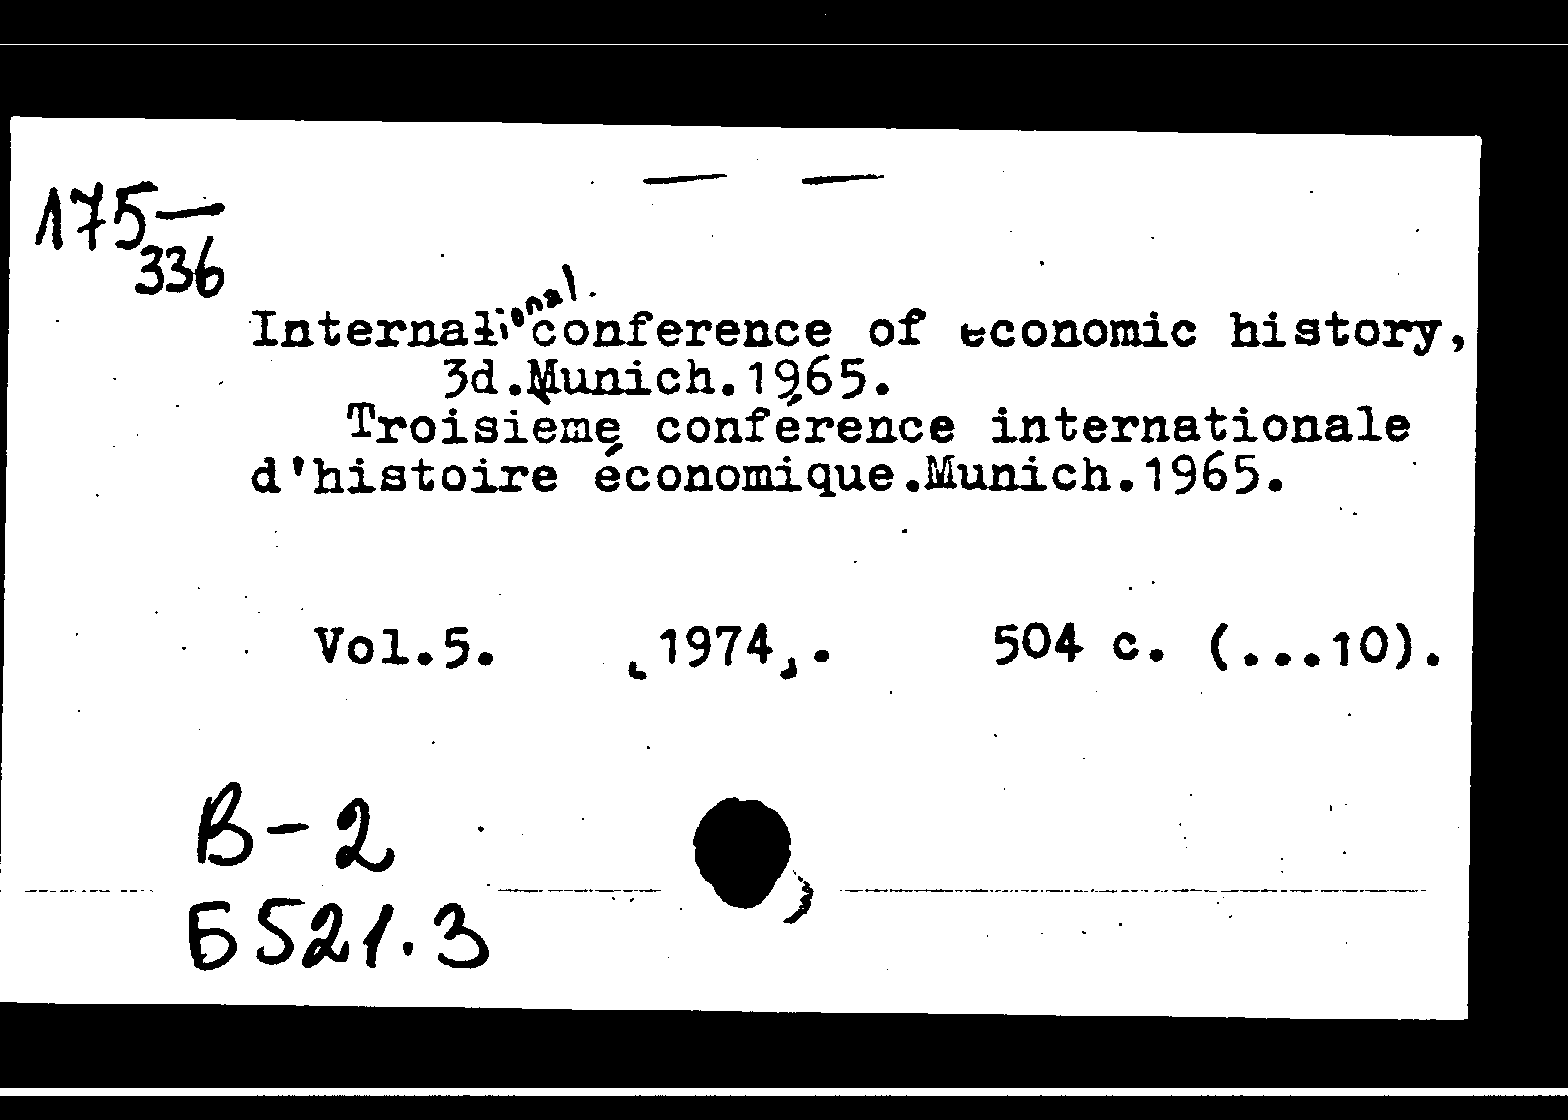 175—
336
International conference of economic history,
3d.Munich.1965.
Troisieme conférence internationale
d'histoire économique.Munich.1965.
Vol.5. [1974]. 504 c. (...10).
В-2
Б521.3